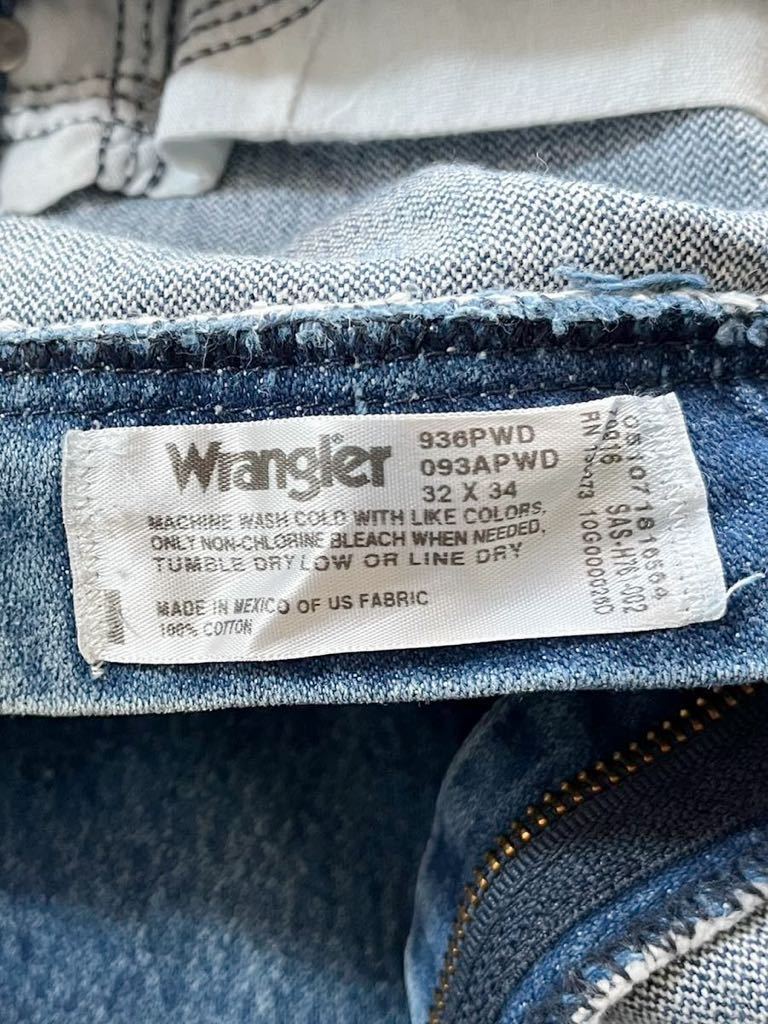 Wrangler
936PWD
093APWD
32 X 34
MACHINE WASH COLD WITH LIKE COLORS,
ONLY NON-CHLORINE BLEACH WHEN NEEDED,
TUMBLE DRY LOW OR LINE DRY
MADE IN MEXICO OF US FABRIC
100% COTTON
RN